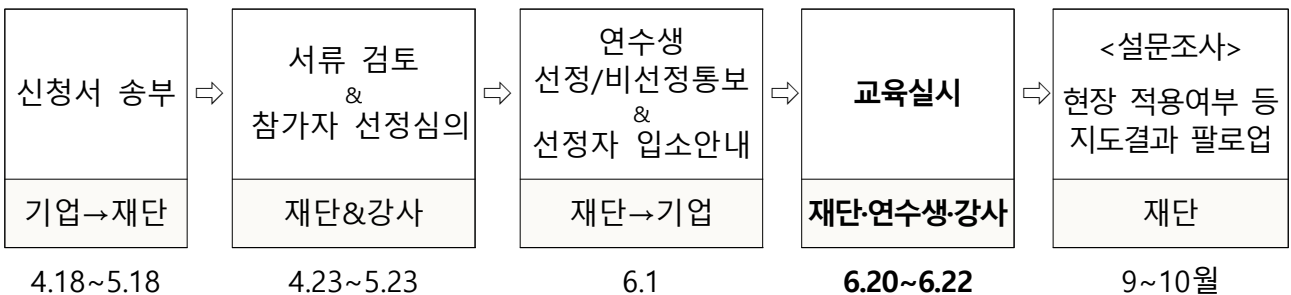 신청서 송부
⇨
서류 검토
&
참가자 선정심의
⇨
연수생
선정/비선정통보
&
선정자 입소안내
⇨
교육실시
⇨
<설문조사>
현장 적용여부 등
지도결과 팔로업
기업→재단
재단&강사
재단→기업
재단·연수생·강사
재단
4.18~5.18
4.23~5.23
6.1
6.20~6.22
9~10월